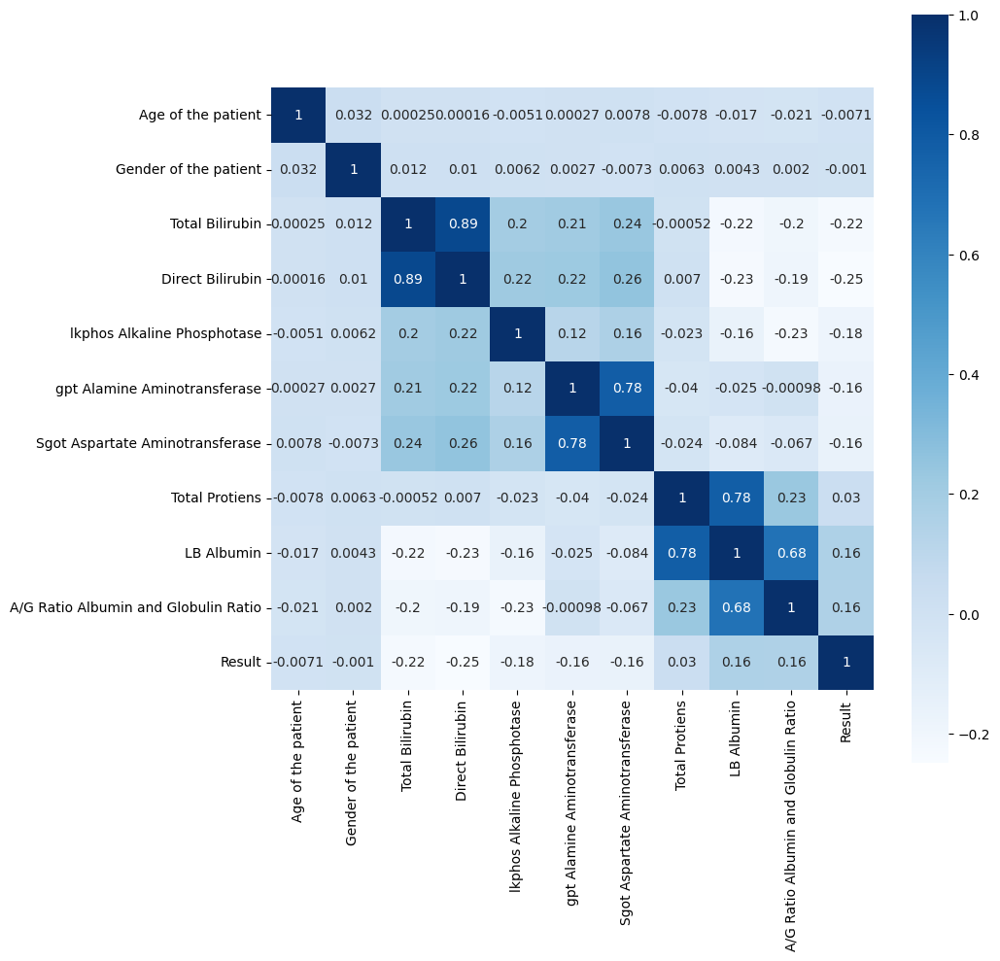 1.0
Age of the patient 1 0.032 0.00025 0.00016 -0.0051 0.00027 0.0078 -0.0078 -0.017 -0.021 -0.0071
0.8
Gender of the patient 0.032 1 0.012 0.01 0.0062 0.0027 -0.0073 0.0063 0.0043 0.002 -0.001
Total Bilirubin 0.00025 0.012 1 0.89 0.2 0.21 0.24 -0.00052 -0.22 -0.2 -0.22
0.6
Direct Bilirubin 0.00016 0.01 0.89 1 0.22 0.22 0.26 0.007 -0.23 -0.19 -0.25
lkphos Alkaline Phosphotase -0.0051 0.0062 0.2 0.22 1 0.12 0.16 -0.023 -0.16 -0.23 -0.18
0.4
gpt Alamine Aminotransferase 0.00027 0.0027 0.21 0.22 0.12 1 0.78 -0.04 -0.025 -0.00098 -0.16
Sgot Aspartate Aminotransferase 0.0078 -0.0073 0.24 0.26 0.16 0.78 1 -0.024 -0.084 -0.067 -0.16
0.2
Total Protiens -0.0078 0.0063 -0.00052 0.007 -0.023 -0.04 -0.024 1 0.78 0.23 0.03
LB Albumin -0.017 0.0043 -0.22 -0.23 -0.16 -0.025 -0.084 0.78 1 0.68 0.16
A/G Ratio Albumin and Globulin Ratio -0.021 0.002 -0.2 -0.19 -0.23 -0.00098 -0.067 0.23 0.68 1 0.16
0.0
Result -0.0071 -0.001 -0.22 -0.25 -0.18 -0.16 -0.16 0.03 0.16 0.16 1
−0.2
Age of the patient
Gender of the patient
Total Bilirubin
Direct Bilirubin
lkphos Alkaline Phosphotase
gpt Alamine Aminotransferase
Sgot Aspartate Aminotransferase
Total Protiens
LB Albumin
A/G Ratio Albumin and Globulin Ratio
Result